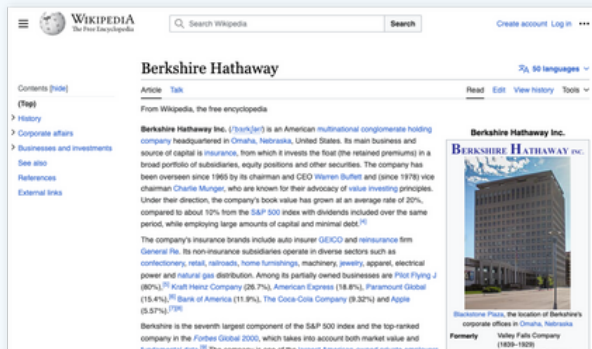 WIKIPEDIA
The Free Encyclopedia
Search Wikipedia
Search
Create account Log in
Berkshire Hathaway
50 languages
Contents [hide]
(Top)
History
Corporate affairs
Businesses and investments
See also
References
External links
Article Talk
Read Edit View history Tools
From Wikipedia, the free encyclopedia
Berkshire Hathaway Inc. is an American multinational conglomerate holding
company headquartered in Omaha, Nebraska, United States. Its main business and
source of capital is insurance, from which it invests the float (the retained premiums) in a
broad portfolio of subsidiaries, equity positions and other securities. The company has
been overseen since 1965 by its chairman and CEO Warren Buffett and (since 1978) vice
chairman Charlie Munger, who are known for their advocacy of value investing principles.
Under their direction, the company's book value has grown at an average rate of 20%,
compared to about 10% from the S&P 500 index with dividends included over the same
period, while employing large amounts of capital and minimal debt.[4]
The company's insurance brands include auto insurer GEICO and reinsurance firm
General Re. Its non-insurance subsidiaries operate in diverse sectors such as
confectionery, retail, railroads, home furnishings, machinery, jewelry, apparel, electrical
power and natural gas distribution. Among its partially owned businesses are Pilot Flying J
(80%),[5] Kraft Heinz Company (26.7%), American Express (18.8%), Paramount Global
(15.4%),[6] Bank of America (11.9%), The Coca-Cola Company (9.32%) and Apple
(5.57%).[7][8]
Berkshire is the seventh largest component of the S&P 500 index and the top-ranked
company in the Forbes Global 2000, which takes into account both market value and
Berkshire Hathaway Inc.
BERKSHIRE HATHAWAY INC.
Blackstone Plaza, the location of Berkshire's
corporate offices in Omaha, Nebraska
Formerly Valley Falls Company
(1839–1929)